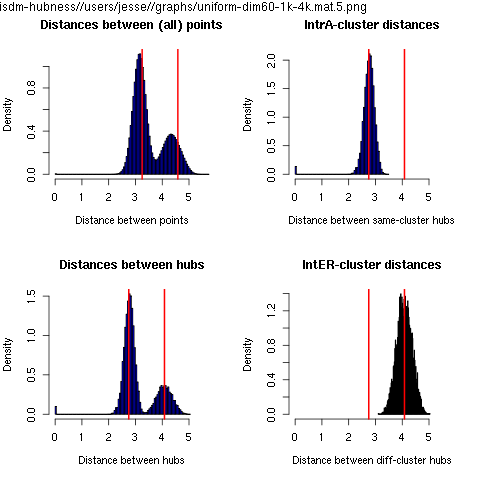 isdm-hubness//users/jesse//graphs/uniform-dim60-1k-4k.mat.5.png
Distances between (all) points
Density
0.0 0.4 0.8
0 1 2 3 4 5
Distance between points
IntrA-cluster distances
Density
0.0 0.5 1.0 1.5 2.0
0 1 2 3 4 5
Distance between same-cluster hubs
Distances between hubs
Density
0.0 0.5 1.0 1.5
0 1 2 3 4 5
Distance between hubs
IntER-cluster distances
Density
0.0 0.4 0.8 1.2
0 1 2 3 4 5
Distance between diff-cluster hubs